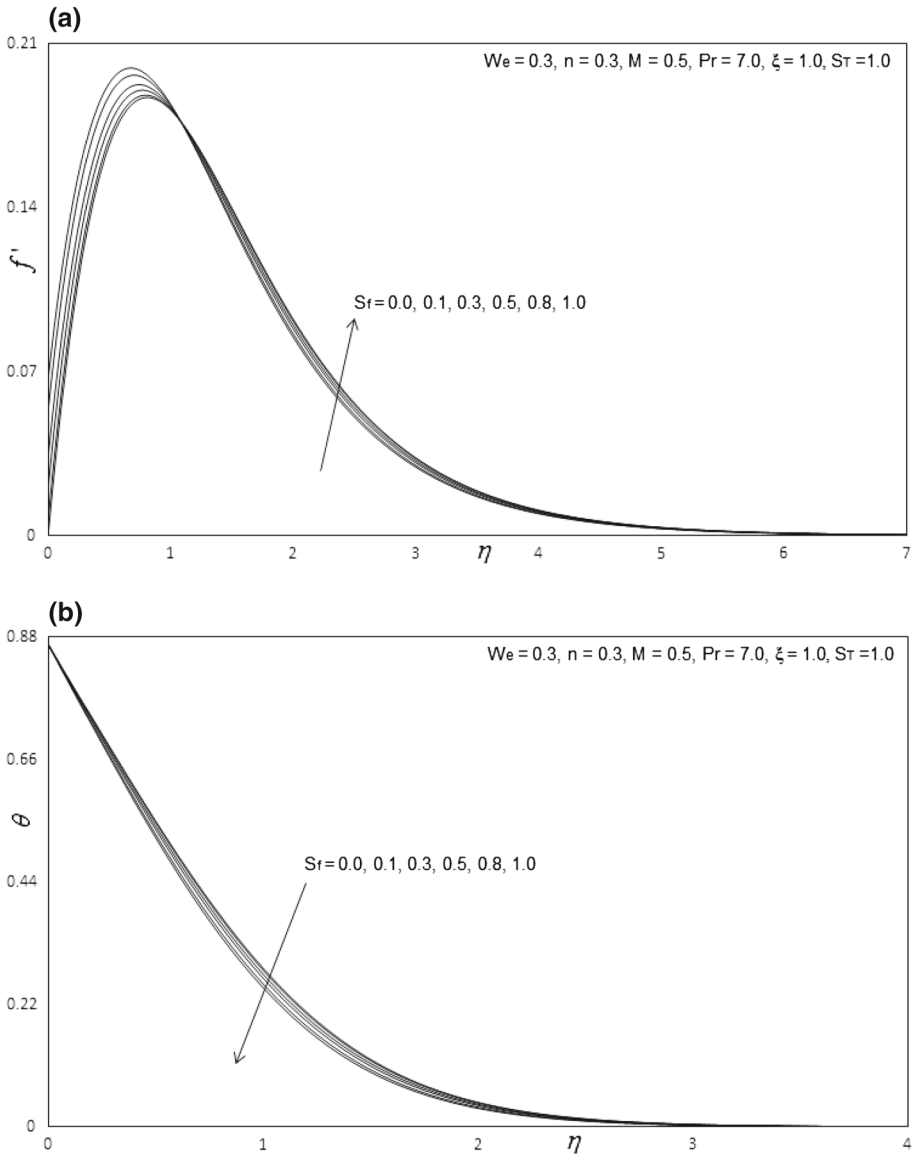 (a)
0.21
We = 0.3, n = 0.3, M = 0.5, Pr = 7.0, ξ = 1.0, ST =1.0
0.14
f'
Sf = 0.0, 0.1, 0.3, 0.5, 0.8, 1.0
0.07
0
0 1 2 3 η 4 5 6 7
(b)
0.88
We = 0.3, n = 0.3, M = 0.5, Pr = 7.0, ξ = 1.0, ST =1.0
0.66
θ
Sf = 0.0, 0.1, 0.3, 0.5, 0.8, 1.0
0.44
0.22
0
0 1 2 η 3 4